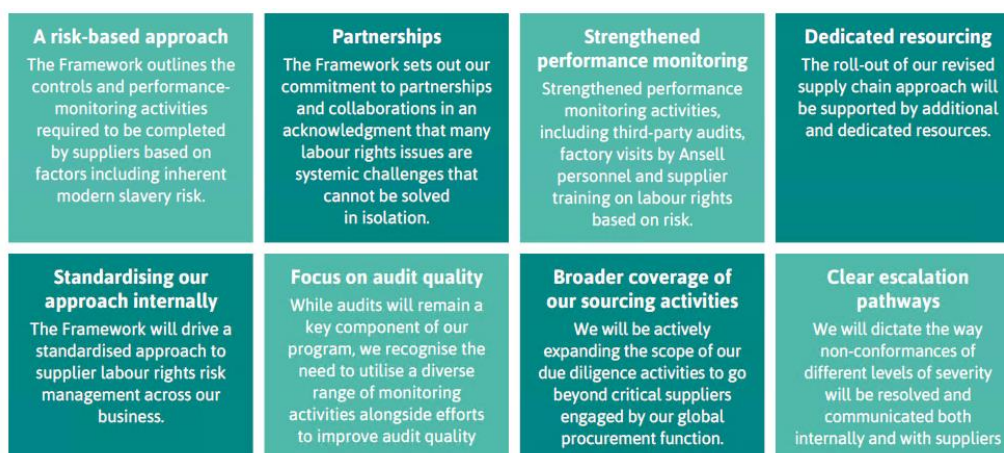 A risk-based approach
The Framework outlines the
controls and performance-
monitoring activities
required to be completed
by suppliers based on
factors including inherent
modern slavery risk.
Partnerships
The Framework sets out our
commitment to partnerships
and collaborations in an
acknowledgment that many
labour rights issues are
systemic challenges that
cannot be solved
in isolation.
Strengthened
performance monitoring
Strengthened performance
monitoring activities,
including third-party audits,
factory visits by Ansell
personnel and supplier
training on labour rights
based on risk.
Dedicated resourcing
The roll-out of our revised
supply chain approach will
be supported by additional
and dedicated resources.
Standardising our
approach internally
The Framework will drive a
standardised approach to
supplier labour rights risk
management across our
business.
Focus on audit quality
While audits will remain a
key component of our
program, we recognise the
need to utilise a diverse
range of monitoring
activities alongside efforts
to improve audit quality
Broader coverage of
our sourcing activities
We will be actively
expanding the scope of our
due diligence activities to go
beyond critical suppliers
engaged by our global
procurement function.
Clear escalation
pathways
We will dictate the way
non-conformances of
different levels of severity
will be resolved and
communicated both
internally and with suppliers